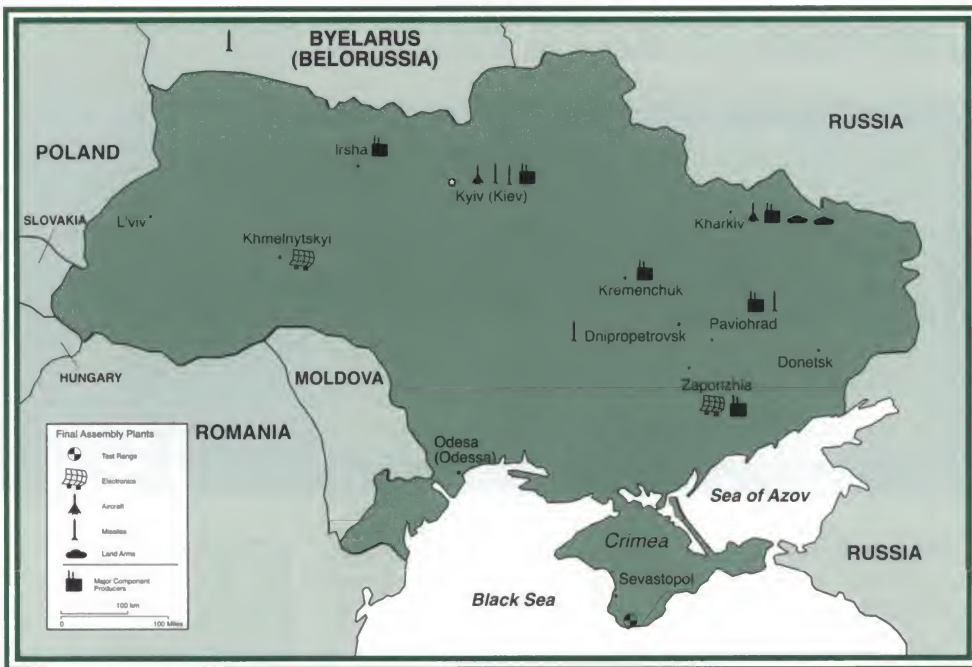 BYELARUS
(BELORUSSIA)
RUSSIA
POLAND
Irsha
Kyiv (Kiev)
SLOVAKIA
L'viv
Kharkiv
Khmelnytskyi
Kremenchuk
Paviohrad
Dnipropetrovsk
Donetsk
HUNGARY
MOLDOVA
Zaporizhia
ROMANIA
Odesa
(Odessa)
Sea of Azov
Crimea
RUSSIA
Sevastopol
Black Sea
Final Assembly Plants
Test Range
Electronics
Aircraft
Missiles
Land Arms
Major Component
Producers
100 km
0 100 Miles